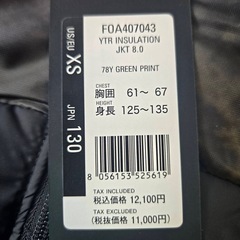 FOA407043
YTR INSULATION
JKT 8.0
78Y GREEN PRINT
US/EU XS
JPN 130
CHEST
胸囲 61~ 67
HEIGHT
身長 125~135
8 056153 525619
TAX INCLUDED
税込価格 12,100円
TAX EXCLUDED
(税抜価格 11,000円)